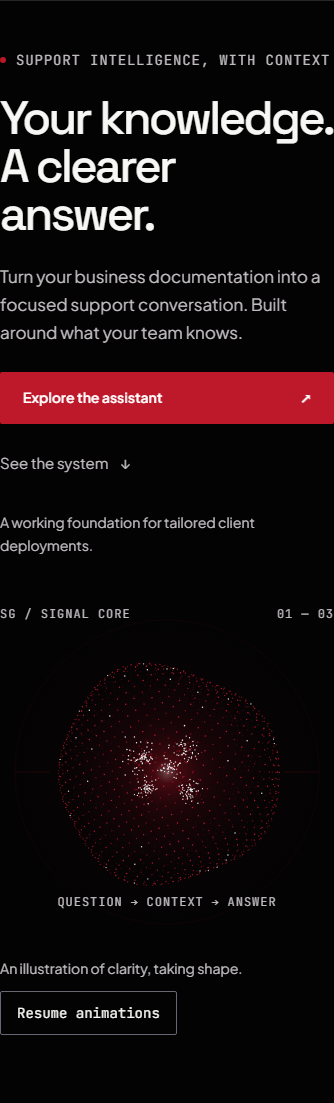 SUPPORT INTELLIGENCE, WITH CONTEXT
Your knowledge.
A clearer
answer.
Turn your business documentation into a
focused support conversation. Built
around what your team knows.
Explore the assistant ↗
See the system ↓
A working foundation for tailored client
deployments.
SG / SIGNAL CORE 01 — 03
QUESTION → CONTEXT → ANSWER
An illustration of clarity, taking shape.
Resume animations